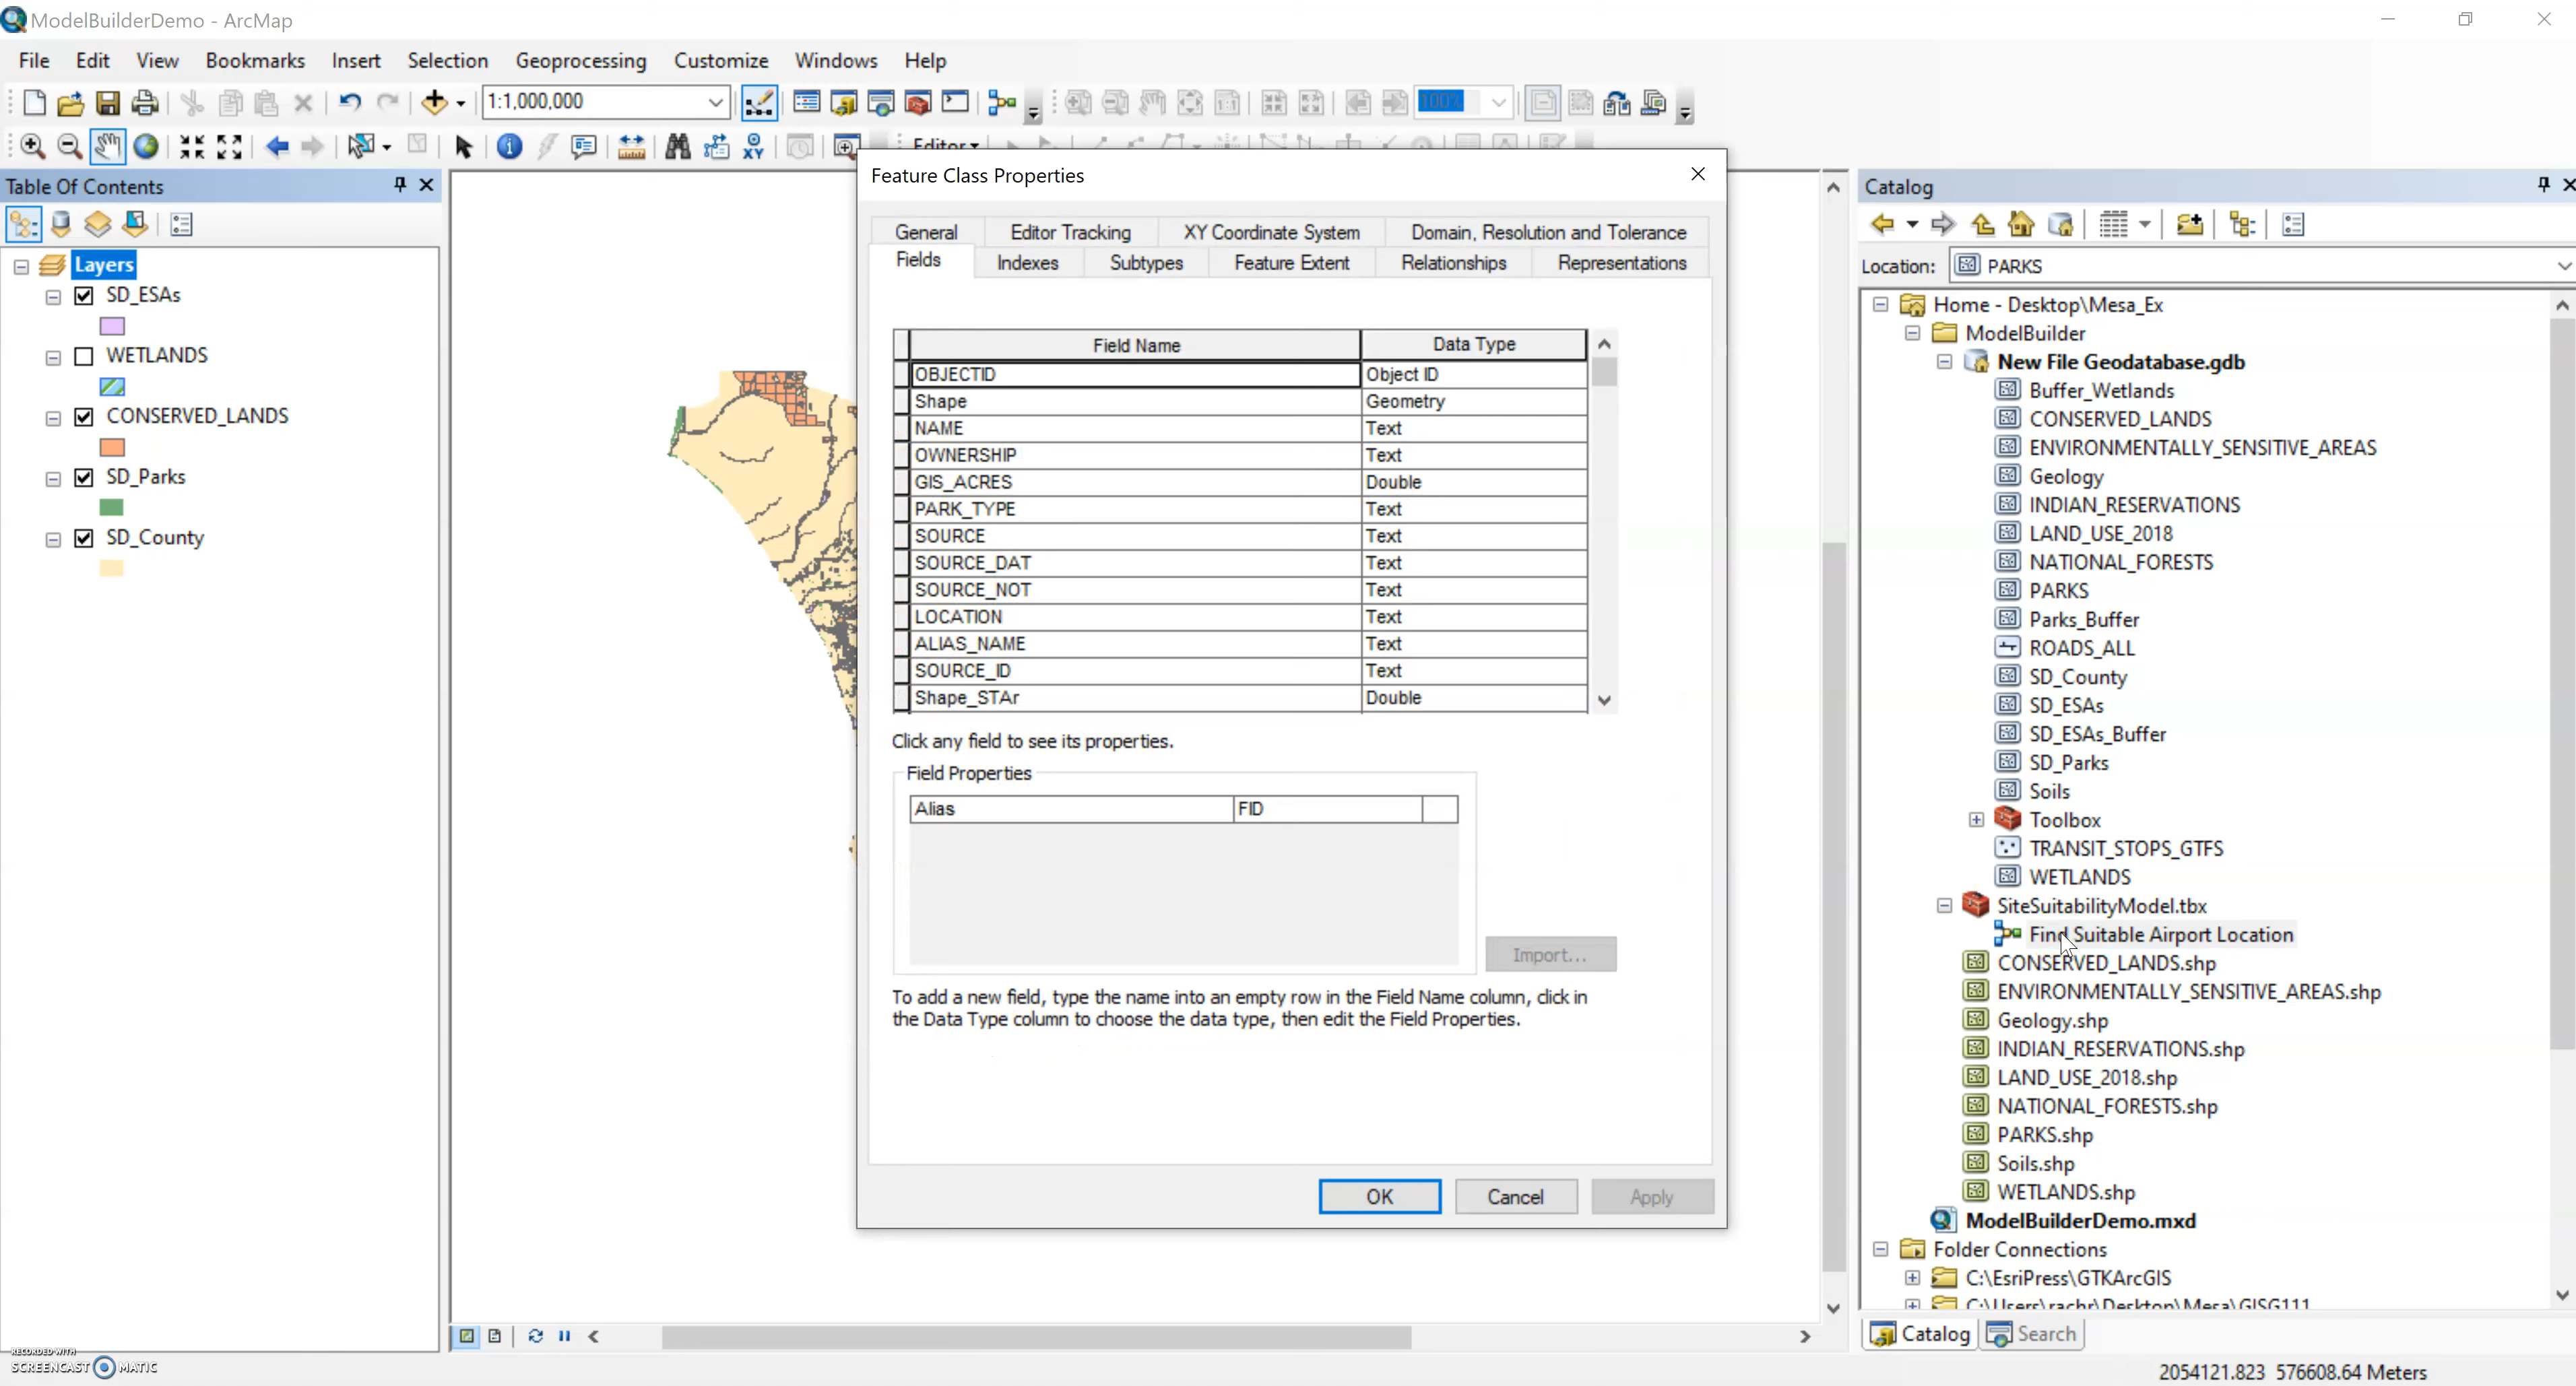 ModelBuilderDemo - ArcMap
File Edit View Bookmarks Insert Selection Geoprocessing Customize Windows Help
1:1,000,000
100%
Editor
Table Of Contents
Layers
SD_ESAs
WETLANDS
CONSERVED_LANDS
SD_Parks
SD_County
Feature Class Properties
General Editor Tracking XY Coordinate System Domain, Resolution and Tolerance
Fields Indexes Subtypes Feature Extent Relationships Representations
Field Name Data Type
OBJECTID Object ID
Shape Geometry
NAME Text
OWNERSHIP Text
GIS_ACRES Double
PARK_TYPE Text
SOURCE Text
SOURCE_DAT Text
SOURCE_NOT Text
LOCATION Text
ALIAS_NAME Text
SOURCE_ID Text
Shape_STAr Double
Click any field to see its properties.
Field Properties
Alias FID
Import...
To add a new field, type the name into an empty row in the Field Name column, click in
the Data Type column to choose the data type, then edit the Field Properties.
OK Cancel Apply
Catalog
Location: PARKS
Home - Desktop\Mesa_Ex
ModelBuilder
New File Geodatabase.gdb
Buffer_Wetlands
CONSERVED_LANDS
ENVIRONMENTALLY_SENSITIVE_AREAS
Geology
INDIAN_RESERVATIONS
LAND_USE_2018
NATIONAL_FORESTS
PARKS
Parks_Buffer
ROADS_ALL
SD_County
SD_ESAs
SD_ESAs_Buffer
SD_Parks
Soils
Toolbox
TRANSIT_STOPS_GTFS
WETLANDS
SiteSuitabilityModel.tbx
Find Suitable Airport Location
CONSERVED_LANDS.shp
ENVIRONMENTALLY_SENSITIVE_AREAS.shp
Geology.shp
INDIAN_RESERVATIONS.shp
LAND_USE_2018.shp
NATIONAL_FORESTS.shp
PARKS.shp
Soils.shp
WETLANDS.shp
ModelBuilderDemo.mxd
Folder Connections
C:\EsriPress\GTKArcGIS
C:\Users\rachr\Desktop\Mesa\GISG111
Catalog Search
RECORDED WITH
SCREENCAST MATIC
2054121.823 576608.64 Meters